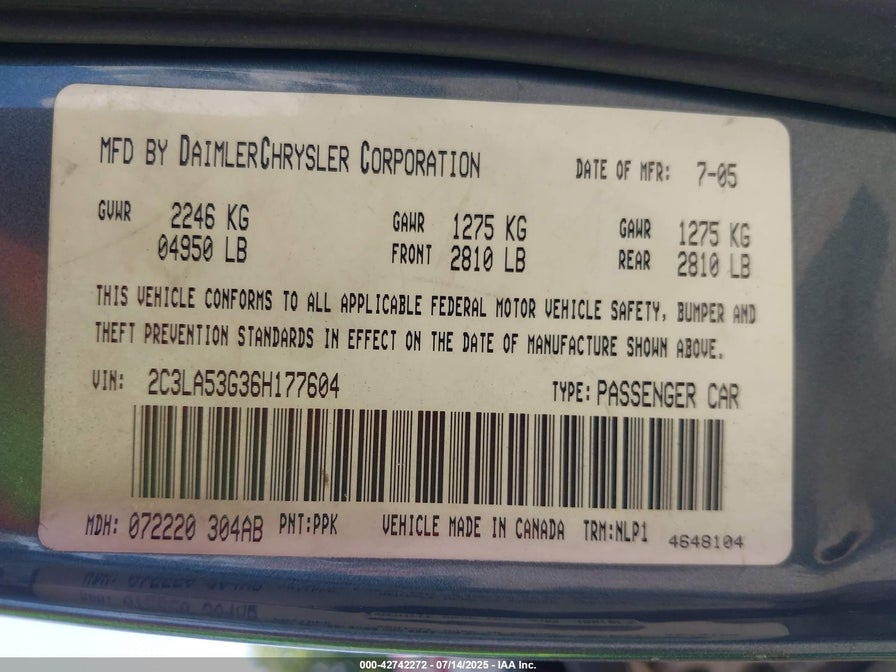 MFD BY DAIMLERCHRYSLER CORPORATION DATE OF MFR: 7-05
GVWR 2246 KG GAWR 1275 KG GAWR 1275 KG
04950 LB FRONT 2810 LB REAR 2810 LB
THIS VEHICLE CONFORMS TO ALL APPLICABLE FEDERAL MOTOR VEHICLE SAFETY, BUMPER AND
THEFT PREVENTION STANDARDS IN EFFECT ON THE DATE OF MANUFACTURE SHOWN ABOVE.
VIN: 2C3LA53G36H177604 TYPE: PASSENGER CAR
MDH: 072220 304AB PNT:PPK VEHICLE MADE IN CANADA TRM:NLP1 4648104
000-42742272 - 07/14/2025 - IAA Inc.